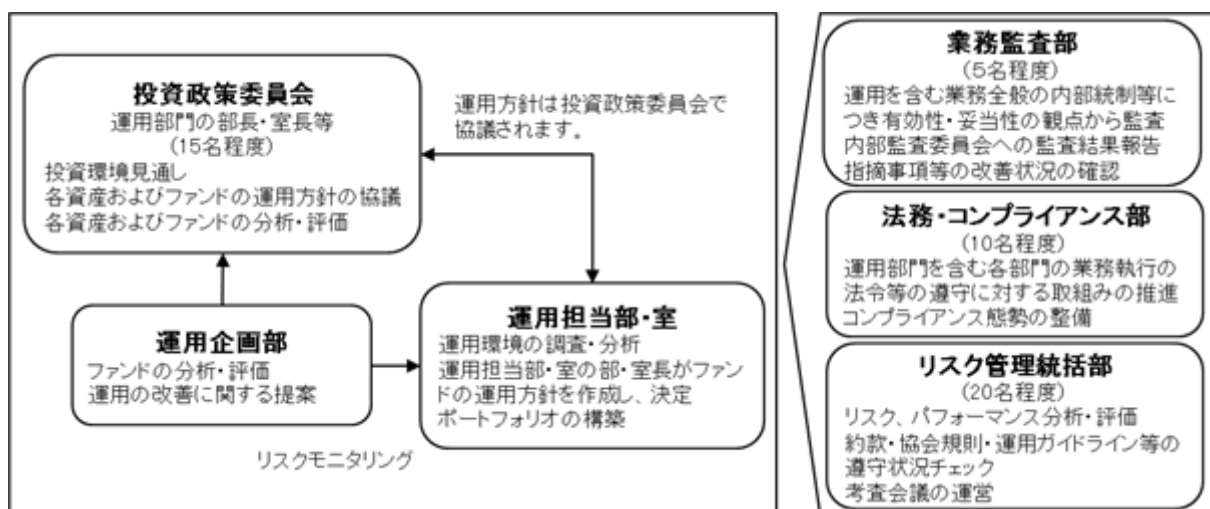 投資政策委員会
運用部門の部長・室長等
(15名程度)
投資環境見通し
各資産およびファンドの運用方針の協議
各資産およびファンドの分析・評価
運用方針は投資政策委員会で
協議されます。
運用企画部
ファンドの分析・評価
運用の改善に関する提案
運用担当部・室
運用環境の調査・分析
運用担当部・室の部・室長がファン
ドの運用方針を作成し、決定
ポートフォリオの構築
リスクモニタリング
業務監査部
(5名程度)
運用を含む業務全般の内部統制等に
つき有効性・妥当性の観点から監査
内部監査委員会への監査結果報告
指摘事項等の改善状況の確認
法務・コンプライアンス部
(10名程度)
運用部門を含む各部門の業務執行の
法令等の遵守に対する取組みの推進
コンプライアンス態勢の整備
リスク管理統括部
(20名程度)
リスク、パフォーマンス分析・評価
約款・協会規則・運用ガイドライン等の
遵守状況チェック
考査会議の運営